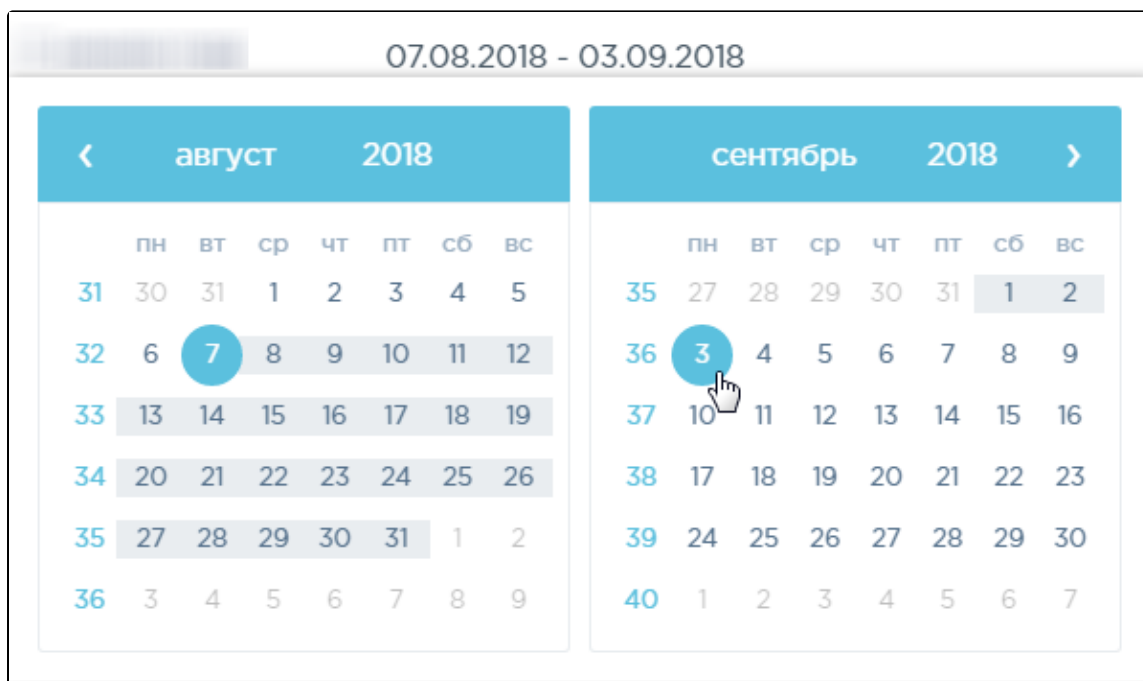 07.08.2018 - 03.09.2018
август 2018
пн вт ср чт пт сб вс
31 30 31 1 2 3 4 5
32 6 7 8 9 10 11 12
33 13 14 15 16 17 18 19
34 20 21 22 23 24 25 26
35 27 28 29 30 31 1 2
36 3 4 5 6 7 8 9
сентябрь 2018
пн вт ср чт пт сб вс
35 27 28 29 30 31 1 2
36 3 4 5 6 7 8 9
37 10 11 12 13 14 15 16
38 17 18 19 20 21 22 23
39 24 25 26 27 28 29 30
40 1 2 3 4 5 6 7